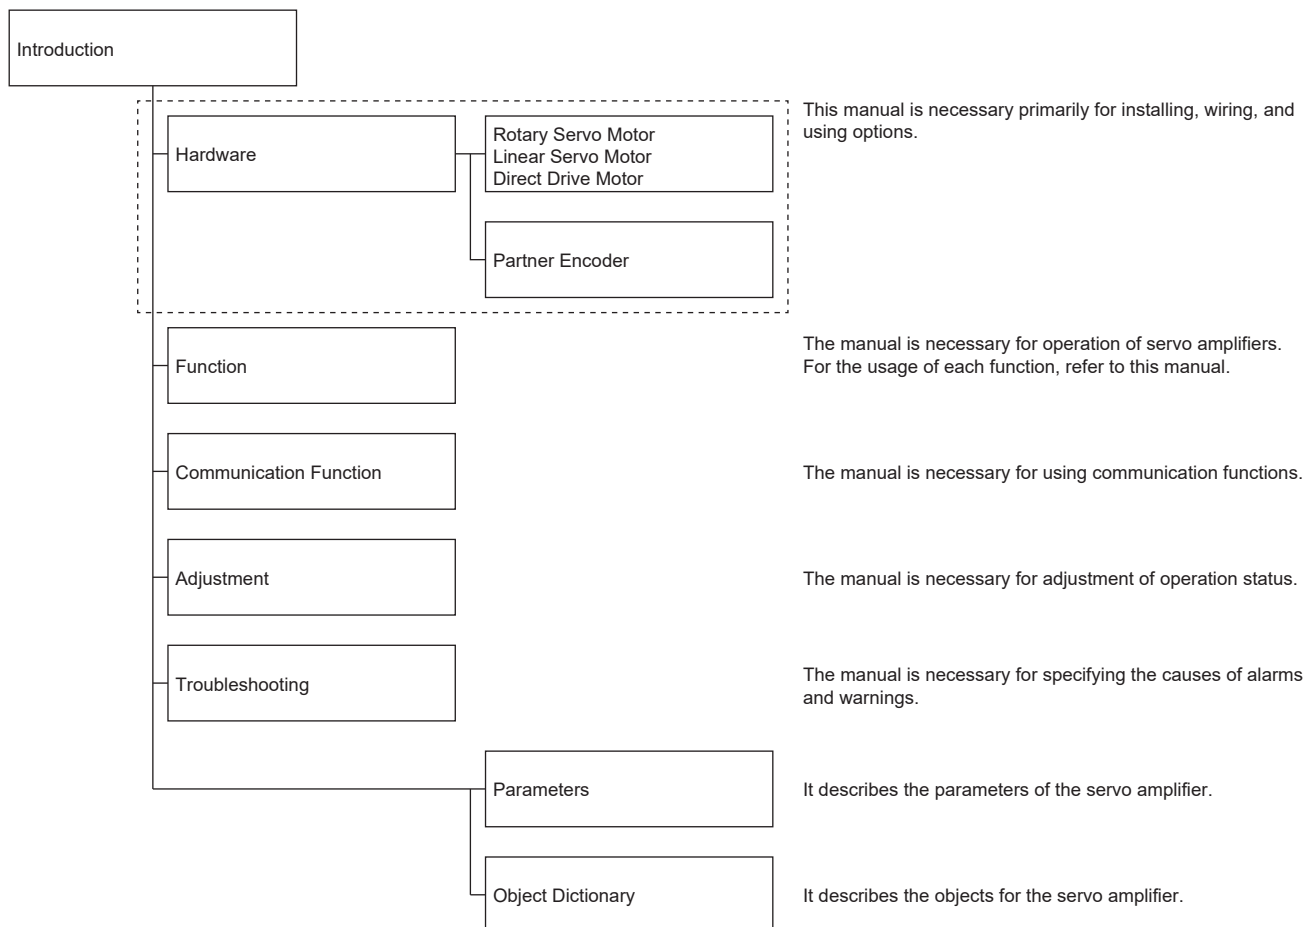 Introduction
This manual is necessary primarily for installing, wiring, and
using options.
Hardware
Rotary Servo Motor
Linear Servo Motor
Direct Drive Motor
Partner Encoder
Function
The manual is necessary for operation of servo amplifiers.
For the usage of each function, refer to this manual.
Communication Function
The manual is necessary for using communication functions.
Adjustment
The manual is necessary for adjustment of operation status.
Troubleshooting
The manual is necessary for specifying the causes of alarms
and warnings.
Parameters
It describes the parameters of the servo amplifier.
Object Dictionary
It describes the objects for the servo amplifier.